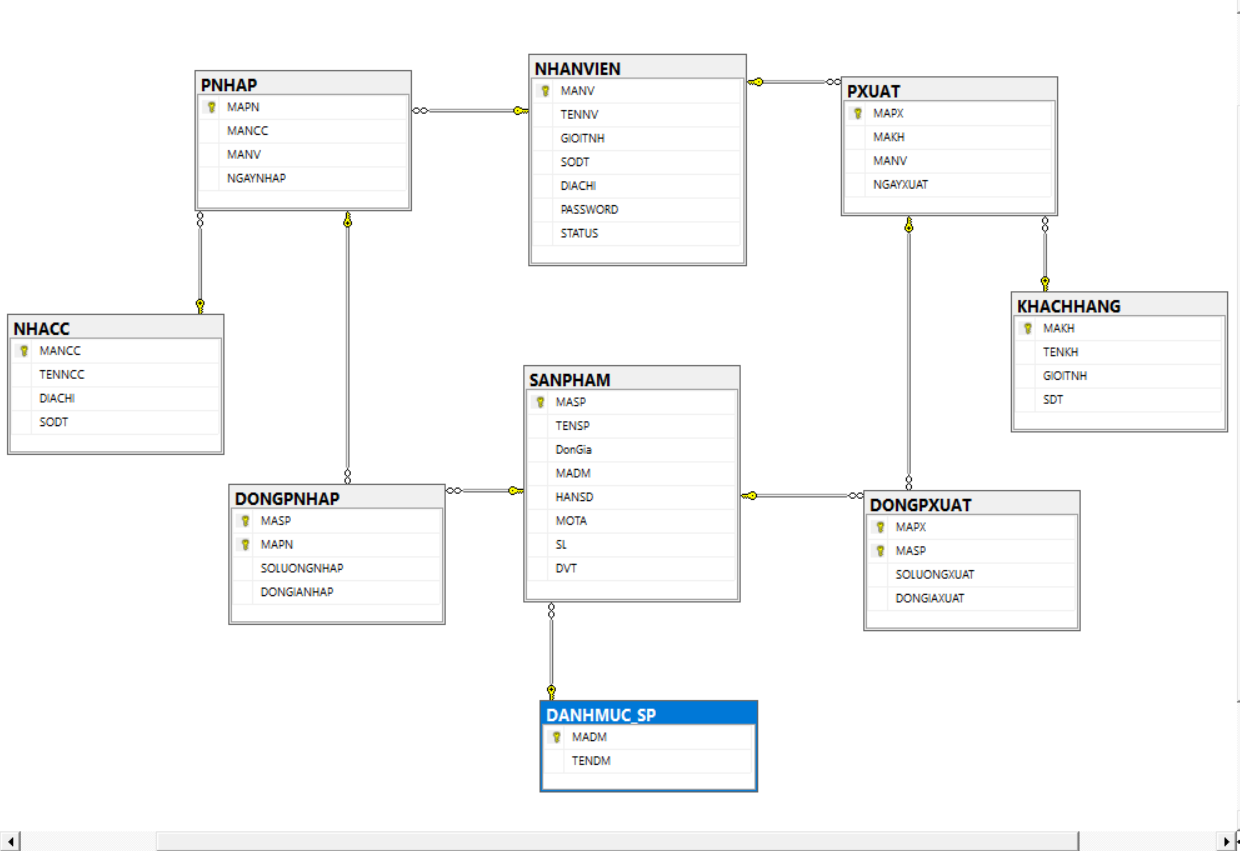 PNHAP
MAPN
MANCC
MANV
NGAYNHAP
NHANVIEN
MANV
TENNV
GIOITNH
SODT
DIACHI
PASSWORD
STATUS
PXUAT
MAPX
MAKH
MANV
NGAYXUAT
NHACC
MANCC
TENNCC
DIACHI
SODT
KHACHHANG
MAKH
TENKH
GIOITNH
SDT
SANPHAM
MASP
TENSP
DonGia
MADM
HANSD
MOTA
SL
DVT
DONGPNHAP
MASP
MAPN
SOLUONGNHAP
DONGIANHAP
DONGPXUAT
MAPX
MASP
SOLUONGXUAT
DONGIAXUAT
DANHMUC_SP
MADM
TENDM